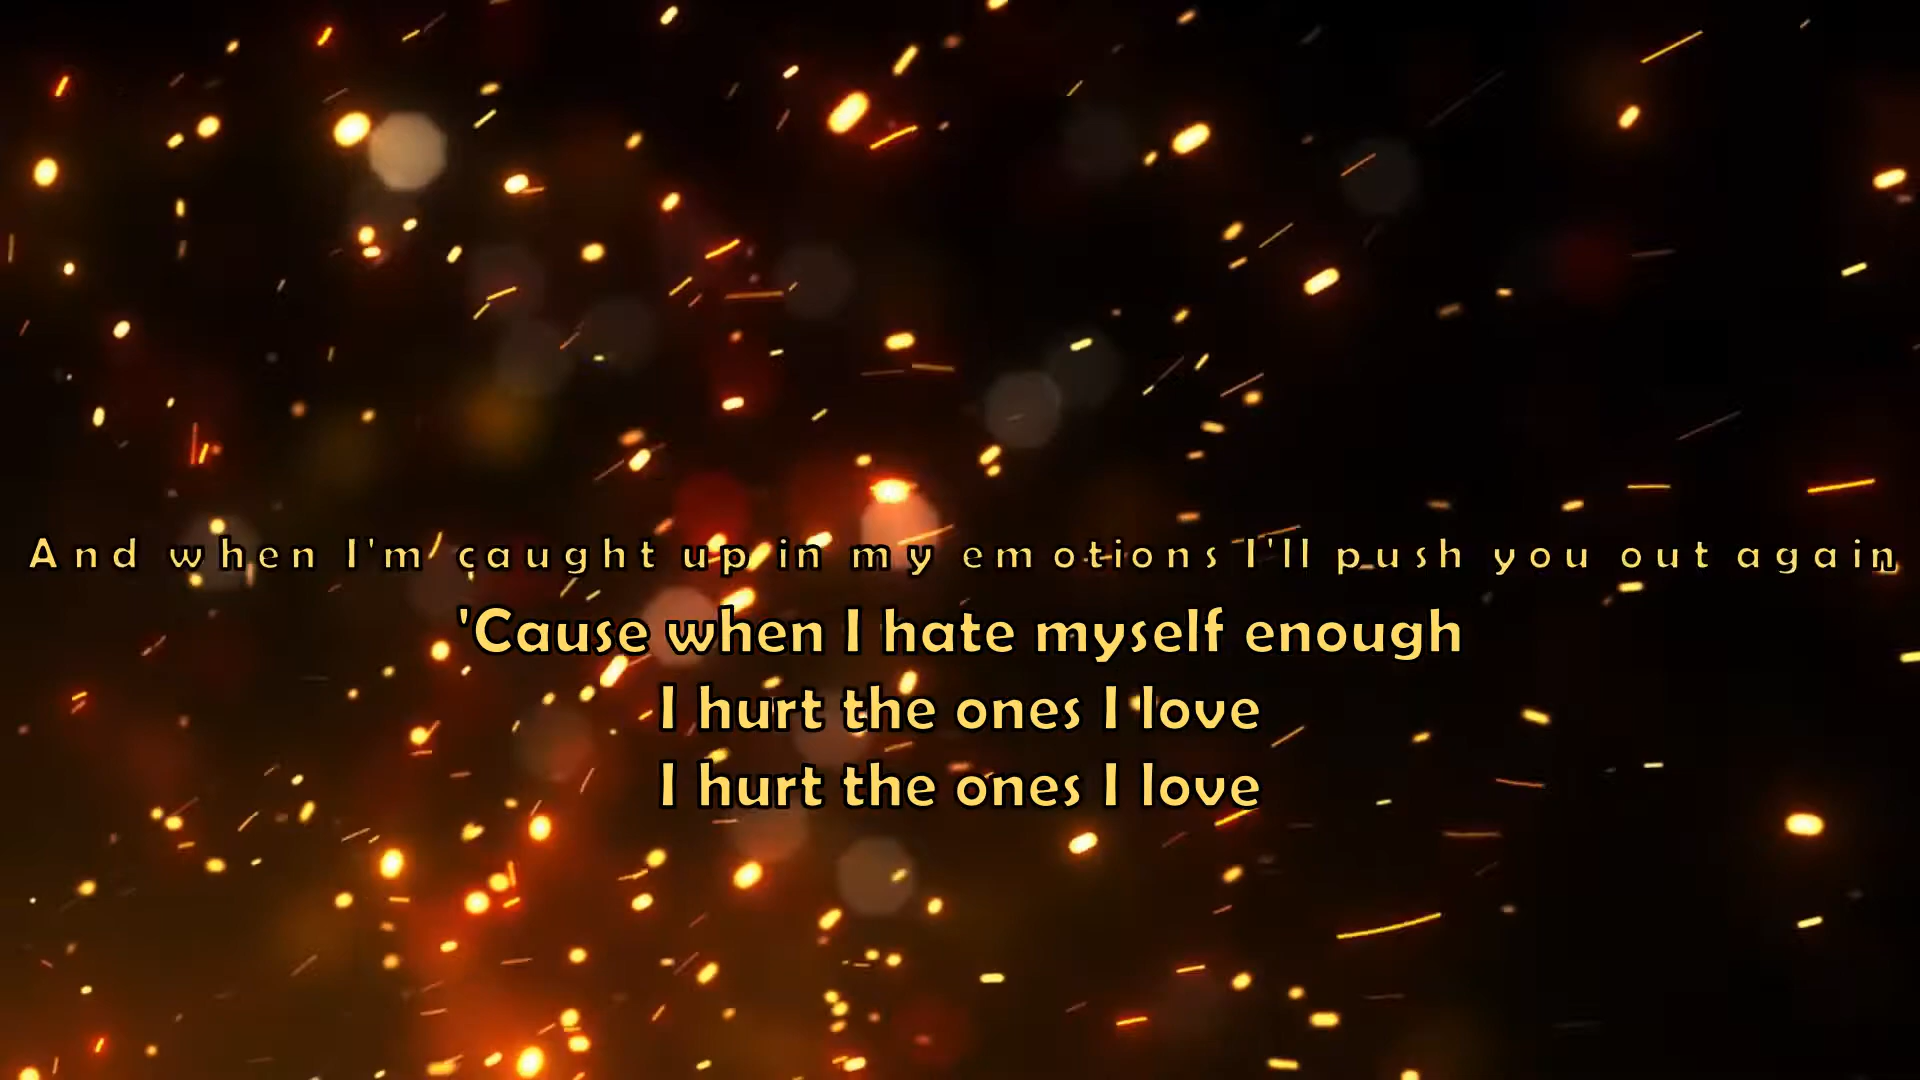 And when I'm caught up in my emotions I'll push you out again
'Cause when I hate myself enough
I hurt the ones I love
I hurt the ones I love